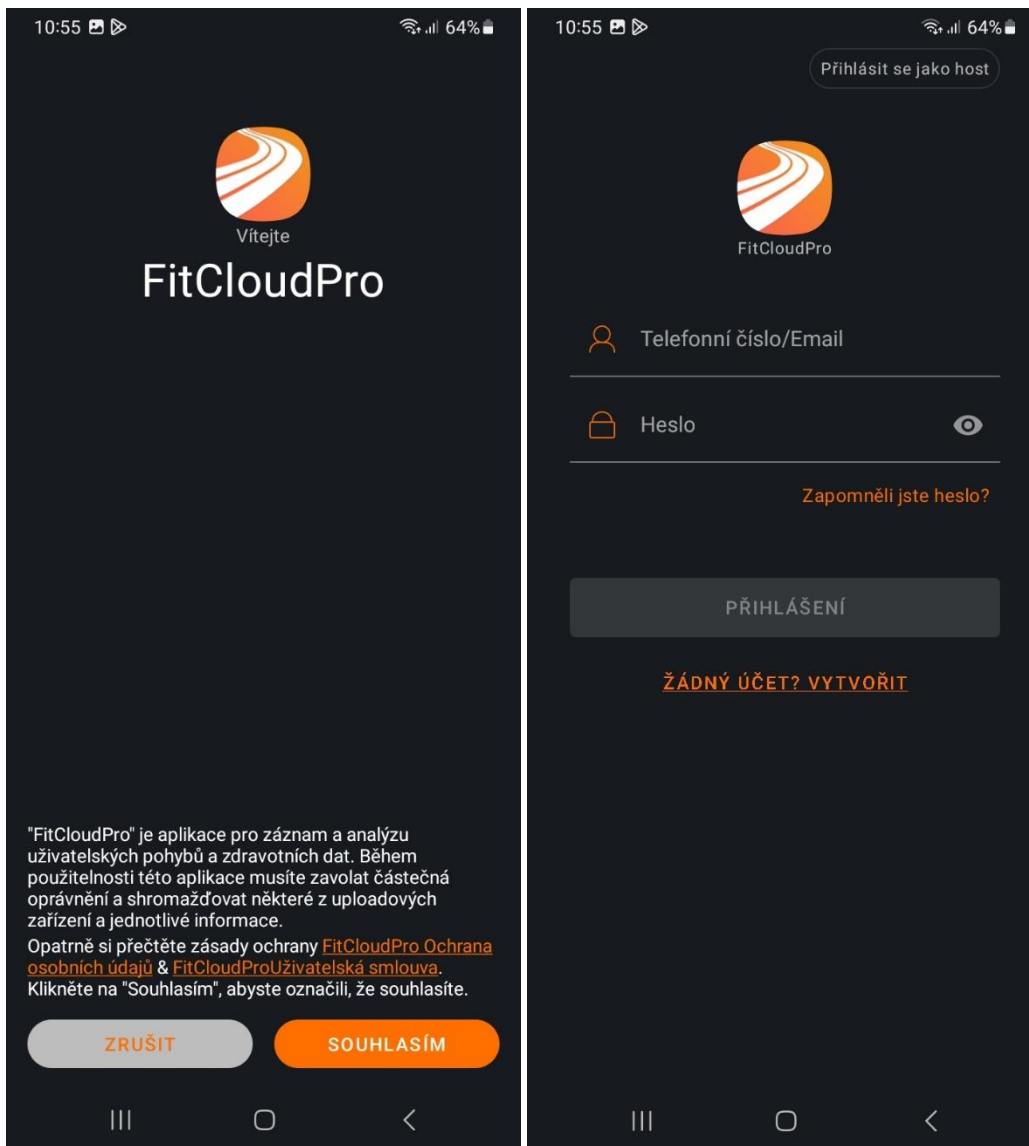 10:55
64%
Vítejte
FitCloudPro
"FitCloudPro" je aplikace pro záznam a analýzu
uživatelských pohybů a zdravotních dat. Během
použitelnosti této aplikace musíte zavolat částečná
oprávnění a shromažďovat některé z uploadových
zařízení a jednotlivé informace.
Opatrně si přečtěte zásady ochrany FitCloudPro Ochrana
osobních údajů & FitCloudProUživatelská smlouva.
Klikněte na "Souhlasím", abyste označili, že souhlasíte.
ZRUŠIT
SOUHLASÍM
10:55
64%
Přihlásit se jako host
FitCloudPro
Telefonní číslo/Email
Heslo
Zapomněli jste heslo?
PŘIHLÁŠENÍ
ŽÁDNÝ ÚČET? VYTVOŘIT